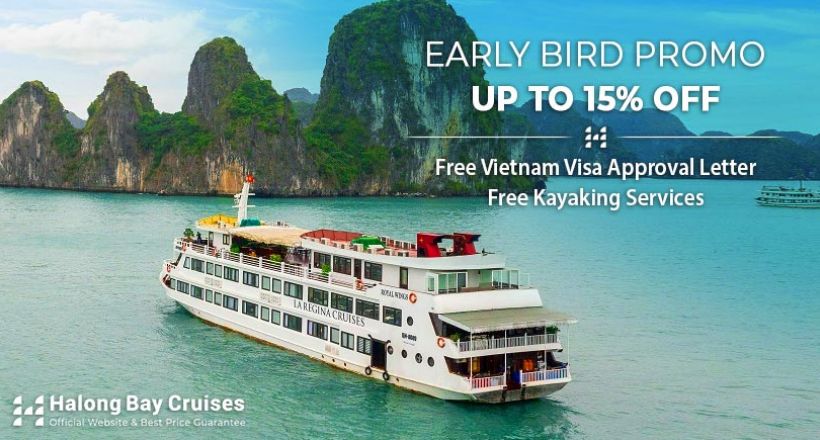 EARLY BIRD PROMO
UP TO 15% OFF
Free Vietnam Visa Approval Letter
Free Kayaking Services
ROYAL WINGS
LA REGINA CRUISES
Halong Bay Cruises
Official Website & Best Price Guarantee